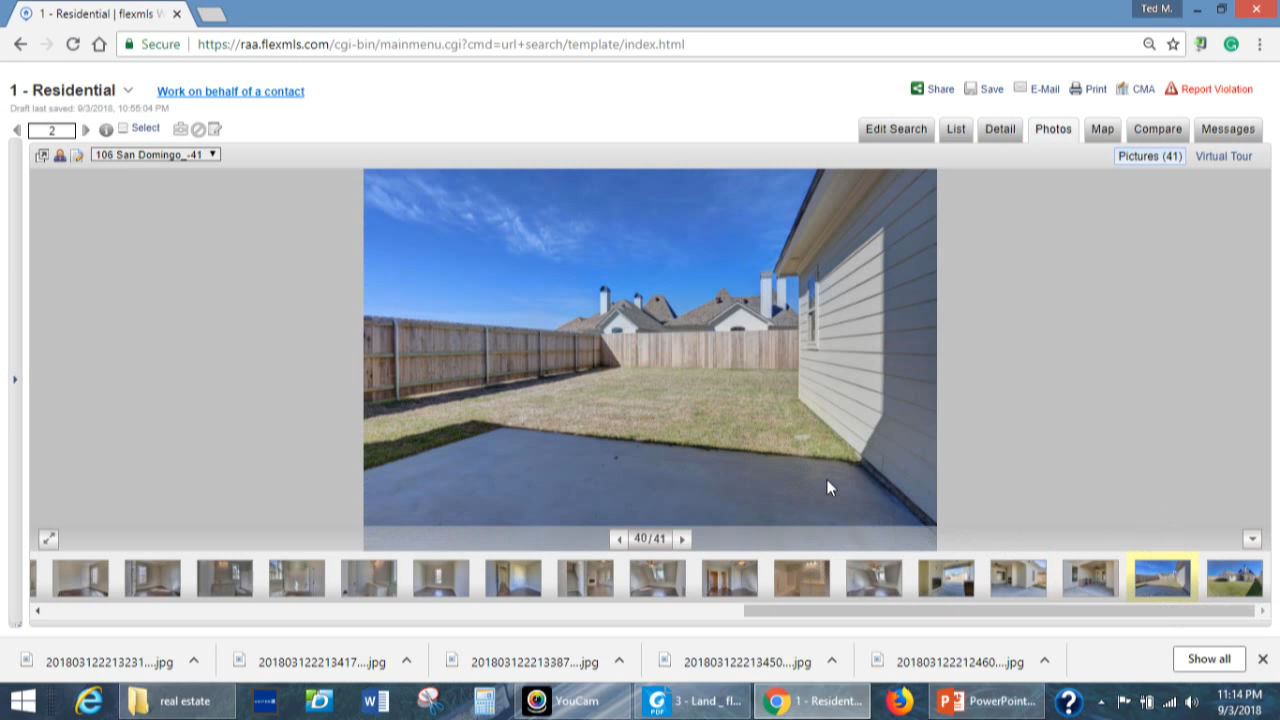 1 - Residential | flexmls W
Ted M.
Secure https://raa.flexmls.com/cgi-bin/mainmenu.cgi?cmd=url+search/template/index.html
1 - Residential Work on behalf of a contact
Share Save E-Mail Print CMA Report Violation
Draft last saved: 9/3/2018, 10:55:04 PM
2 Select
Edit Search List Detail Photos Map Compare Messages
106 San Domingo_-41
Pictures (41) Virtual Tour
40/41
201803122213231....jpg 201803122213417....jpg 201803122213387....jpg 201803122213450....jpg 201803122212460....jpg Show all
real estate YouCam 3 - Land _ fl... 1 - Resident... PowerPoint...
PDF
11:14 PM
9/3/2018